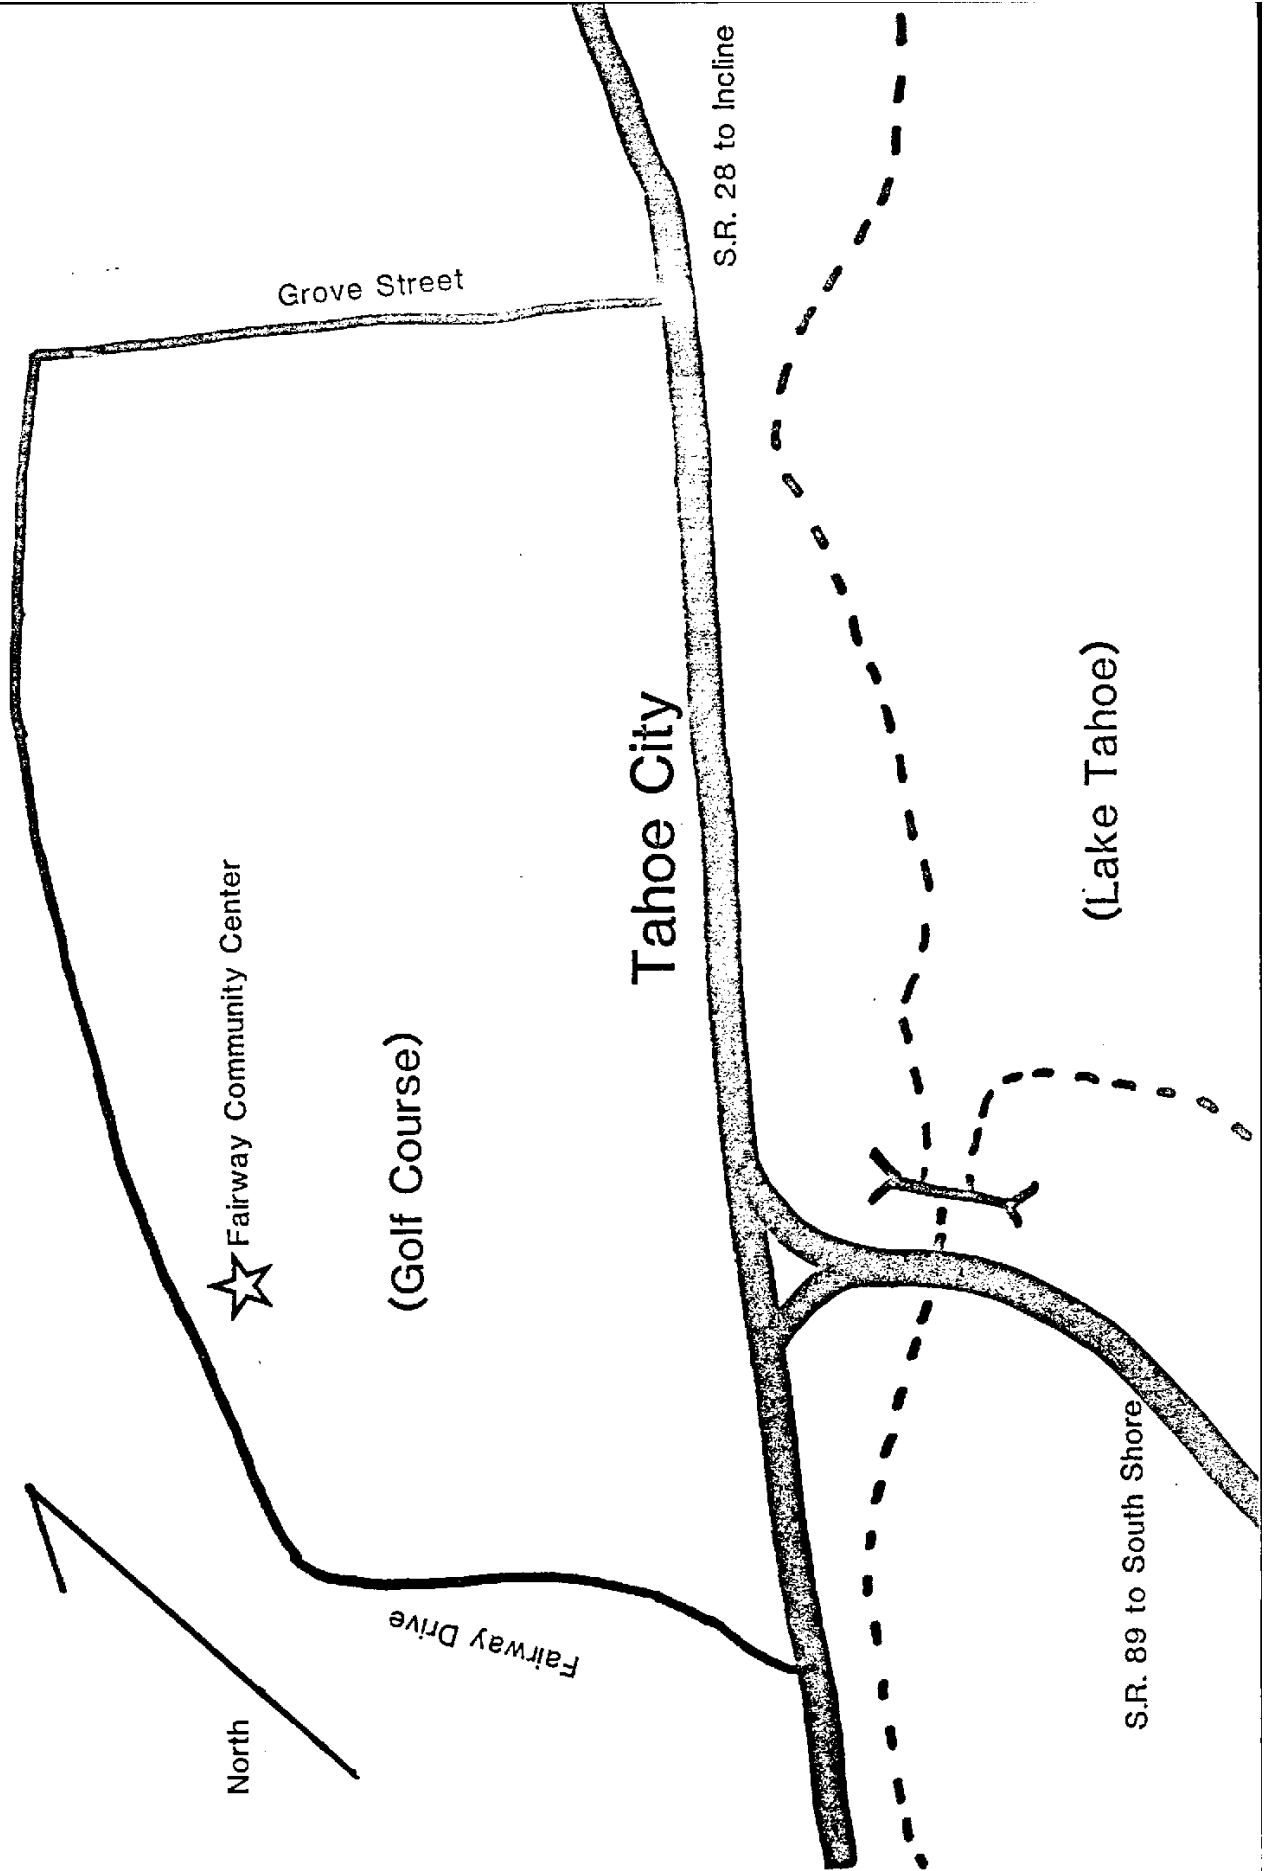 Grove Street
S.R. 28 to Incline
Fairway Community Center
(Golf Course)
Tahoe City
(Lake Tahoe)
North
Fairway Drive
S.R. 89 to South Shore